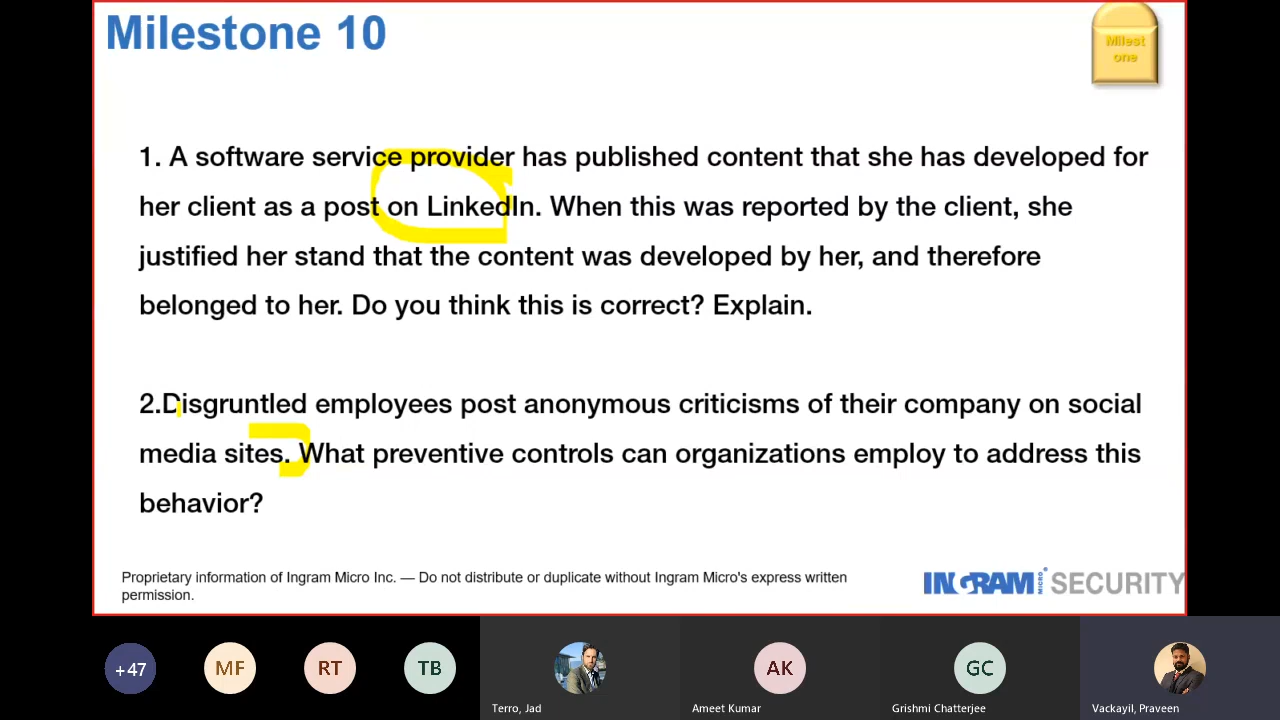 Milestone 10
Milest
one
1. A software service provider has published content that she has developed for
her client as a post on LinkedIn. When this was reported by the client, she
justified her stand that the content was developed by her, and therefore
belonged to her. Do you think this is correct? Explain.
2.Disgruntled employees post anonymous criticisms of their company on social
media sites. What preventive controls can organizations employ to address this
behavior?
Proprietary information of Ingram Micro Inc. — Do not distribute or duplicate without Ingram Micro's express written
permission.
INGRAM MICRO® SECURITY
+47
MF
RT
TB
AK
GC
Terro, Jad
Ameet Kumar
Grishmi Chatterjee
Vackayil, Praveen